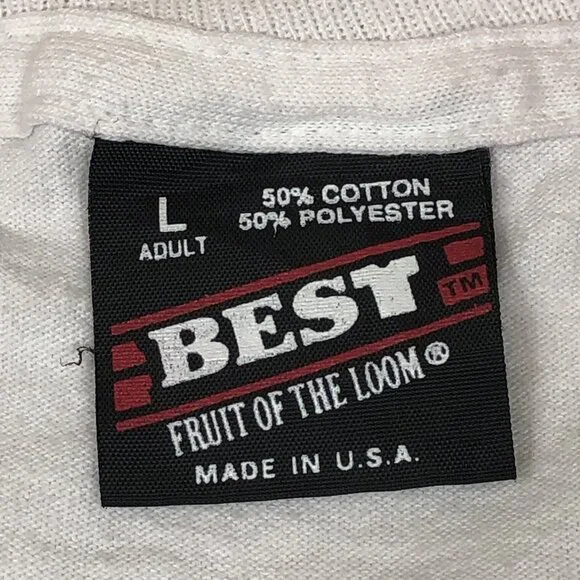 L
ADULT
50% COTTON
50% POLYESTER
BEST TM
FRUIT OF THE LOOM®
MADE IN U.S.A.